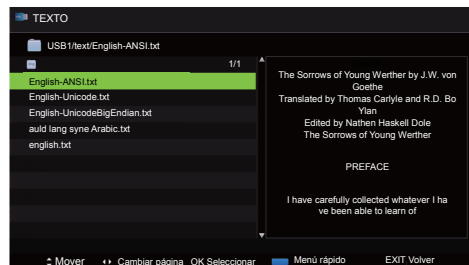 TEXTO
USB1/text/English-ANSI.txt
1/1
English-ANSI.txt
English-Unicode.txt
English-UnicodeBigEndian.txt
auld lang syne Arabic.txt
english.txt
The Sorrows of Young Werther by J.W. von
Goethe
Translated by Thomas Carlyle and R.D. Bo
Ylan
Edited by Nathen Haskell Dole
The Sorrows of Young Werther
PREFACE
I have carefully collected whatever I ha
ve been able to learn of
Mover Cambiar página OK Seleccionar Menú rápido EXIT Volver